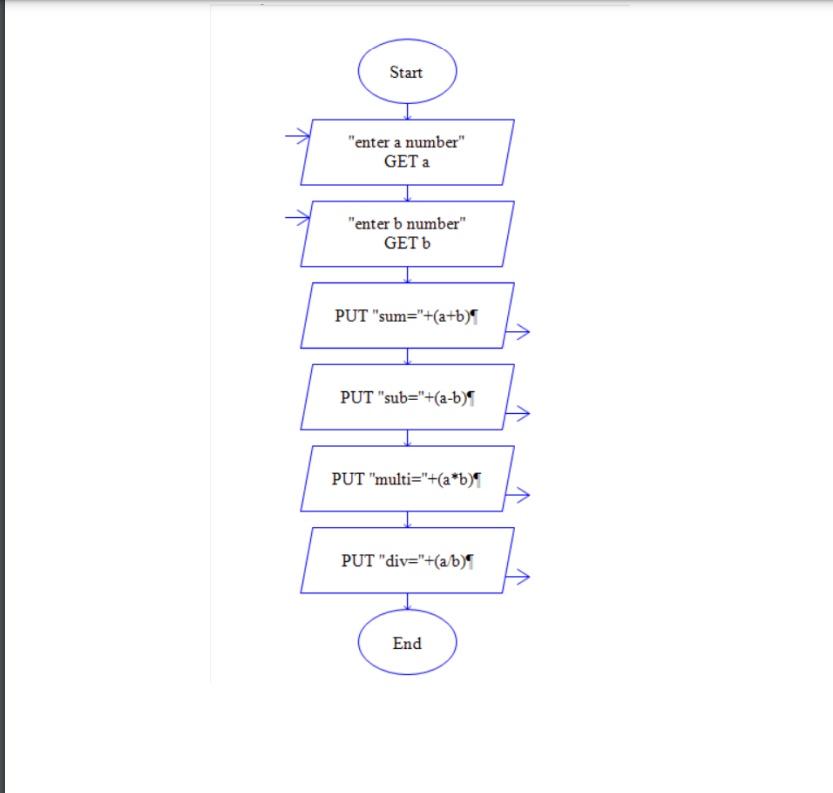 Start
"enter a number"
GET a
"enter b number"
GET b
PUT "sum="+(a+b)¶
PUT "sub="+(a-b)¶
PUT "multi="+(a*b)¶
PUT "div="+(a/b)¶
End